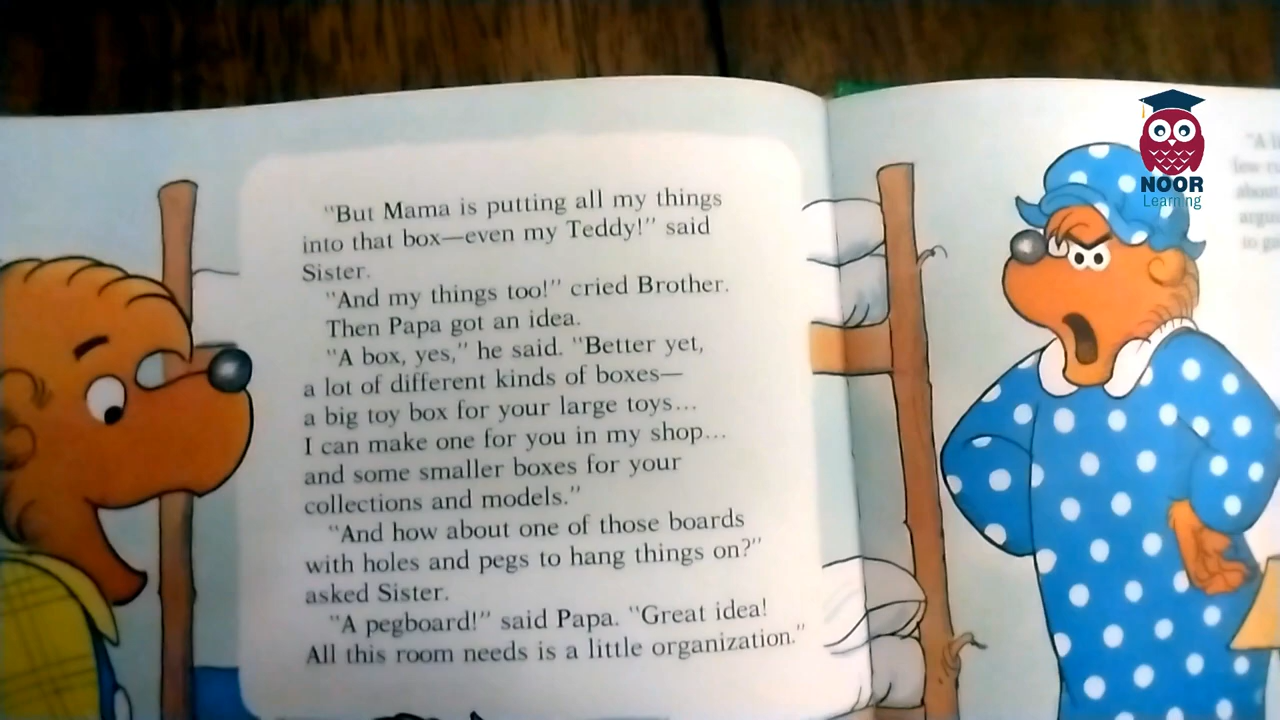 "But Mama is putting all my things
into that box—even my Teddy!" said
Sister.
"And my things too!" cried Brother.
Then Papa got an idea.
"A box, yes," he said. "Better yet,
a lot of different kinds of boxes—
a big toy box for your large toys...
I can make one for you in my shop...
and some smaller boxes for your
collections and models."
"And how about one of those boards
with holes and pegs to hang things on?"
asked Sister.
"A pegboard!" said Papa. "Great idea!
All this room needs is a little organization."
NOOR
Learning